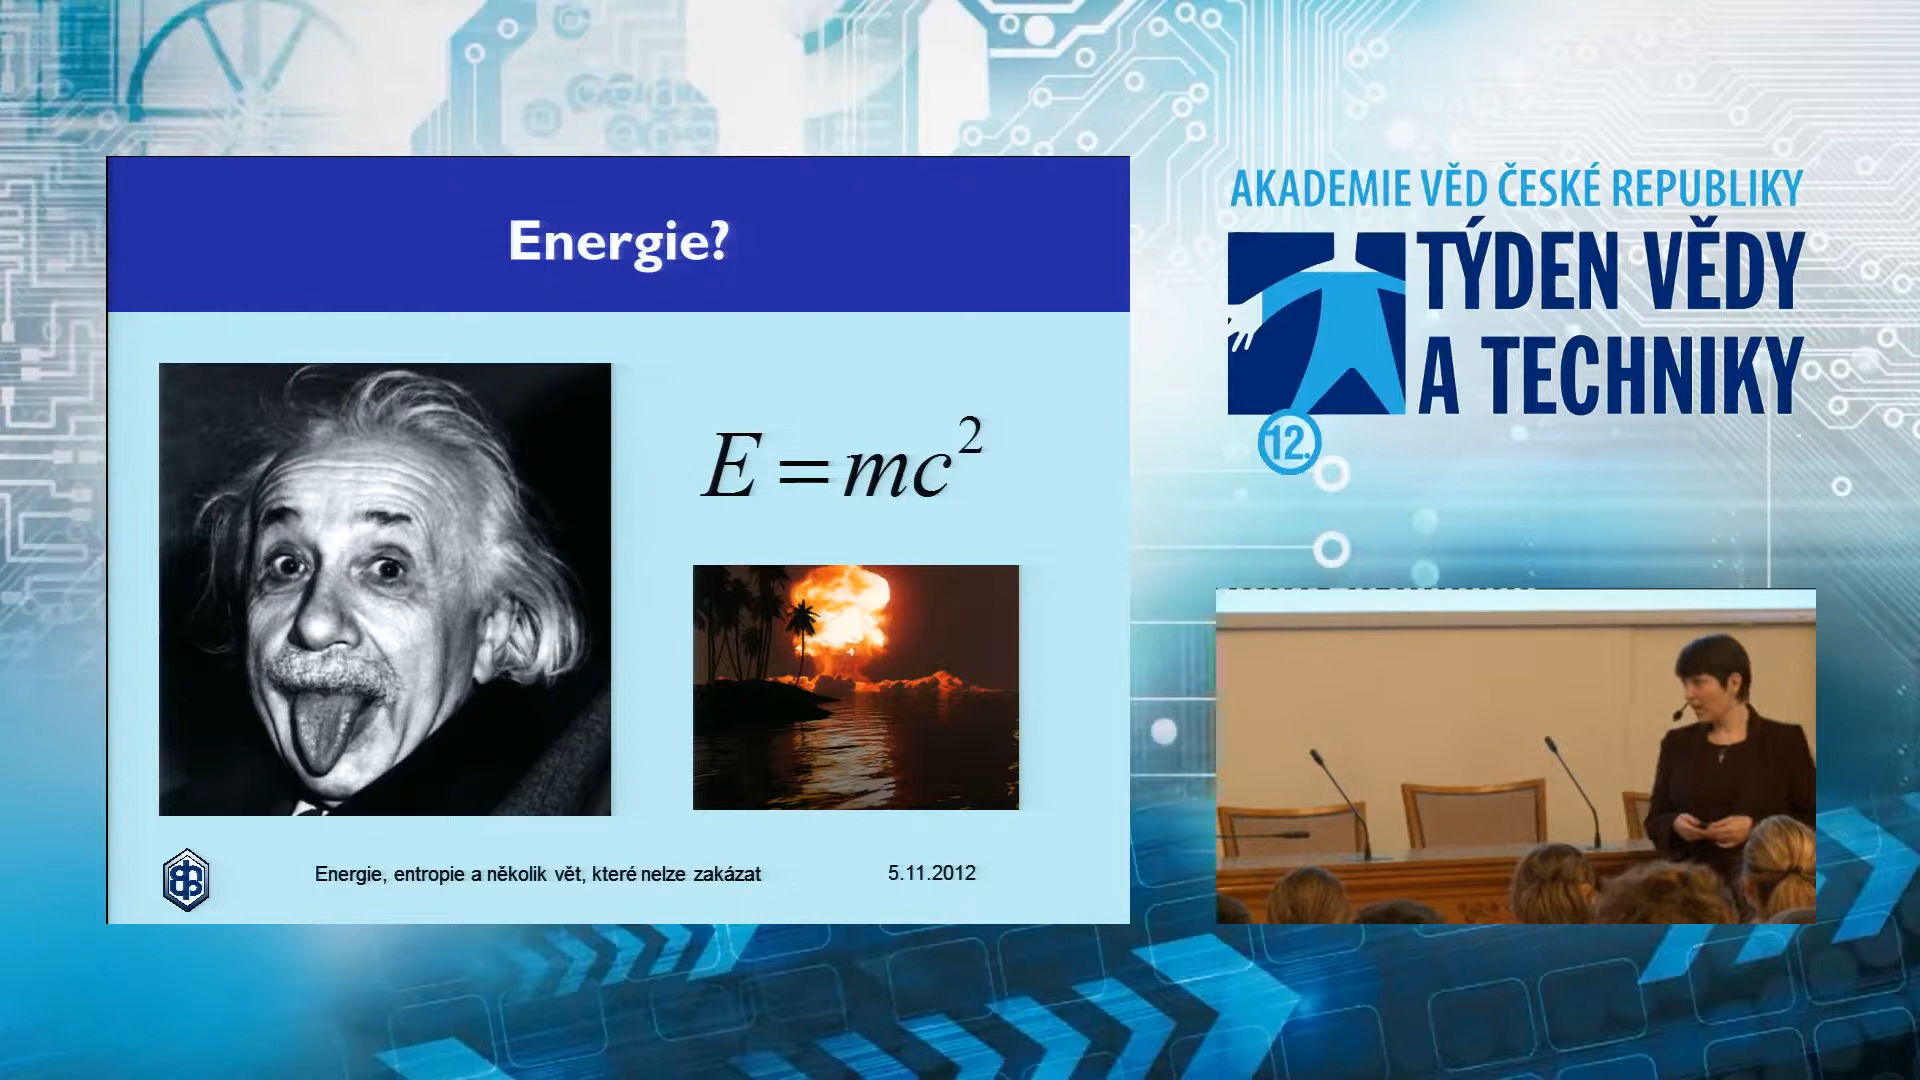 Energie?
E = mc²
Energie, entropie a několik vět, které nelze zakázat
5.11.2012
AKADEMIE VĚD ČESKÉ REPUBLIKY
TÝDEN VĚDY
A TECHNIKY
12.